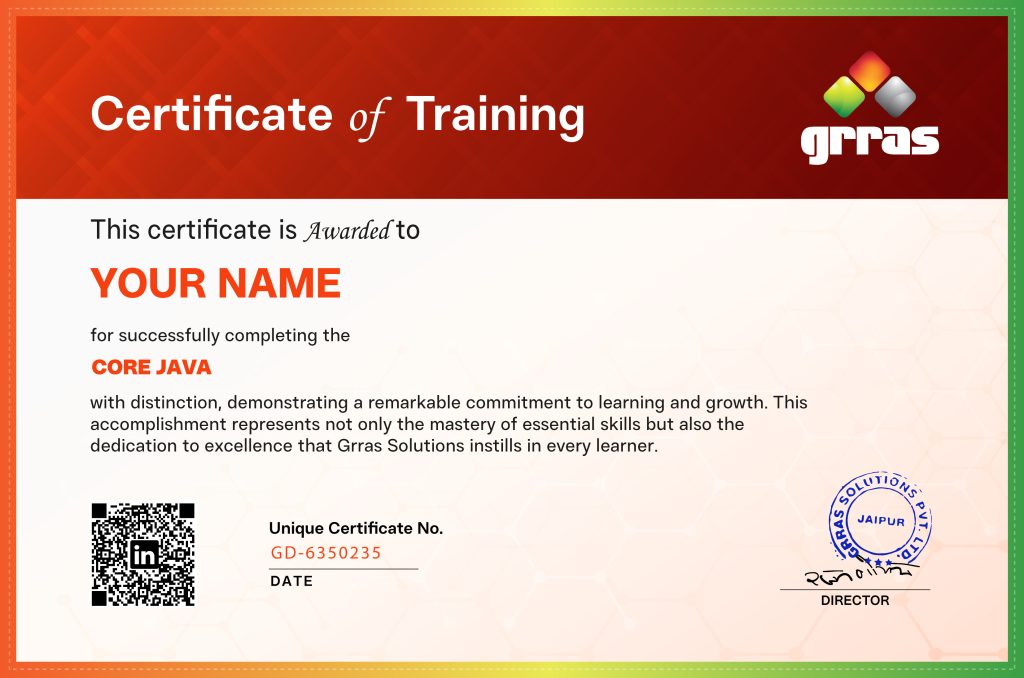 Certificate of Training
grras
This certificate is Awarded to
YOUR NAME
for successfully completing the
CORE JAVA
with distinction, demonstrating a remarkable commitment to learning and growth. This
accomplishment represents not only the mastery of essential skills but also the
dedication to excellence that Grras Solutions instills in every learner.
in
Unique Certificate No.
GD-6350235
DATE
GRRAS SOLUTIONS PVT. LTD.
JAIPUR
DIRECTOR